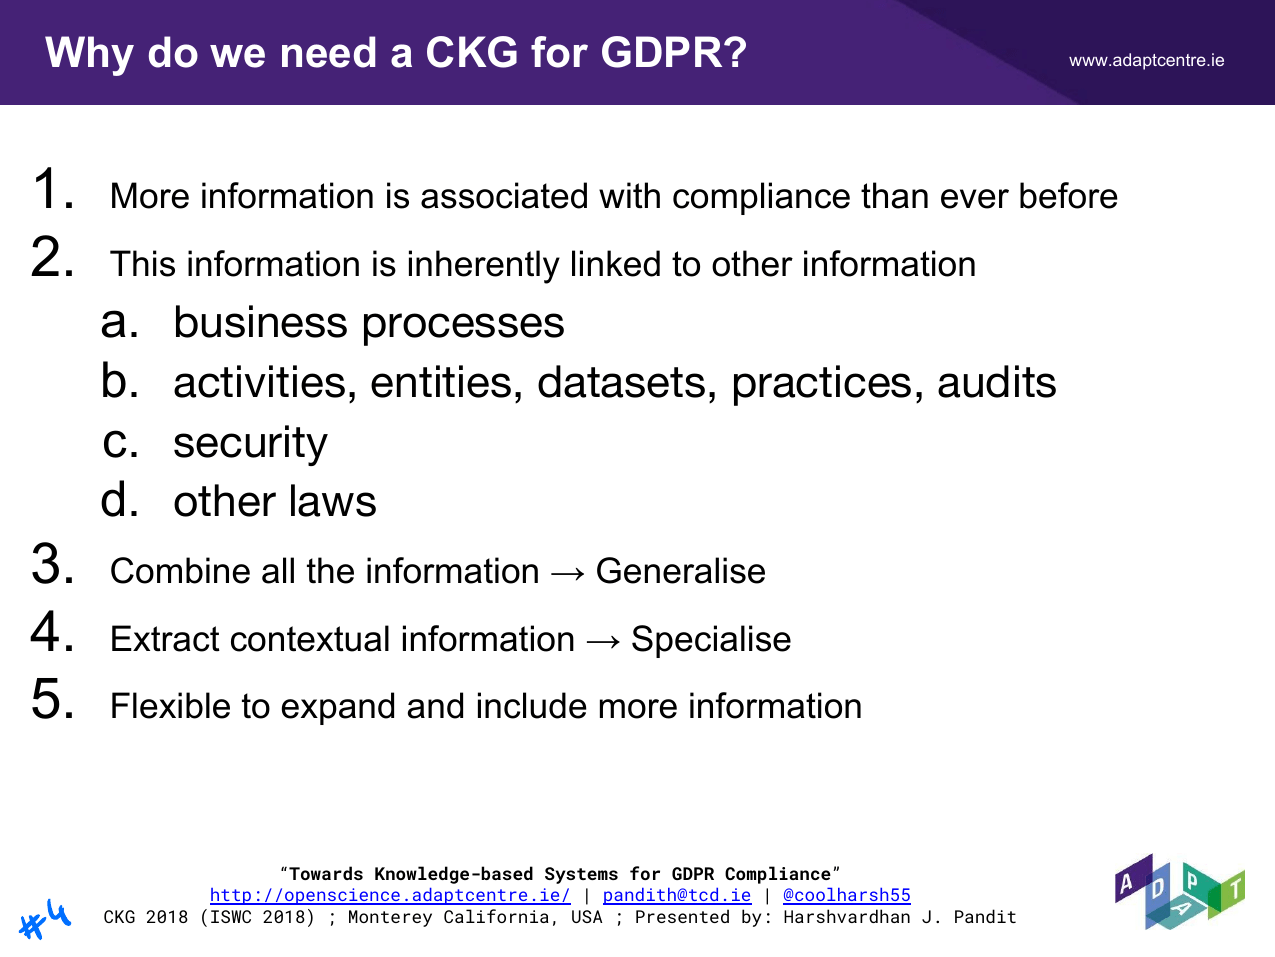 Why do we need a CKG for GDPR?
www.adaptcentre.ie
1. More information is associated with compliance than ever before
2. This information is inherently linked to other information
a. business processes
b. activities, entities, datasets, practices, audits
c. security
d. other laws
3. Combine all the information → Generalise
4. Extract contextual information → Specialise
5. Flexible to expand and include more information
“Towards Knowledge-based Systems for GDPR Compliance”
http://openscience.adaptcentre.ie/ | pandith@tcd.ie | @coolharsh55
CKG 2018 (ISWC 2018) ; Monterey California, USA ; Presented by: Harshvardhan J. Pandit
#4
ADAPT